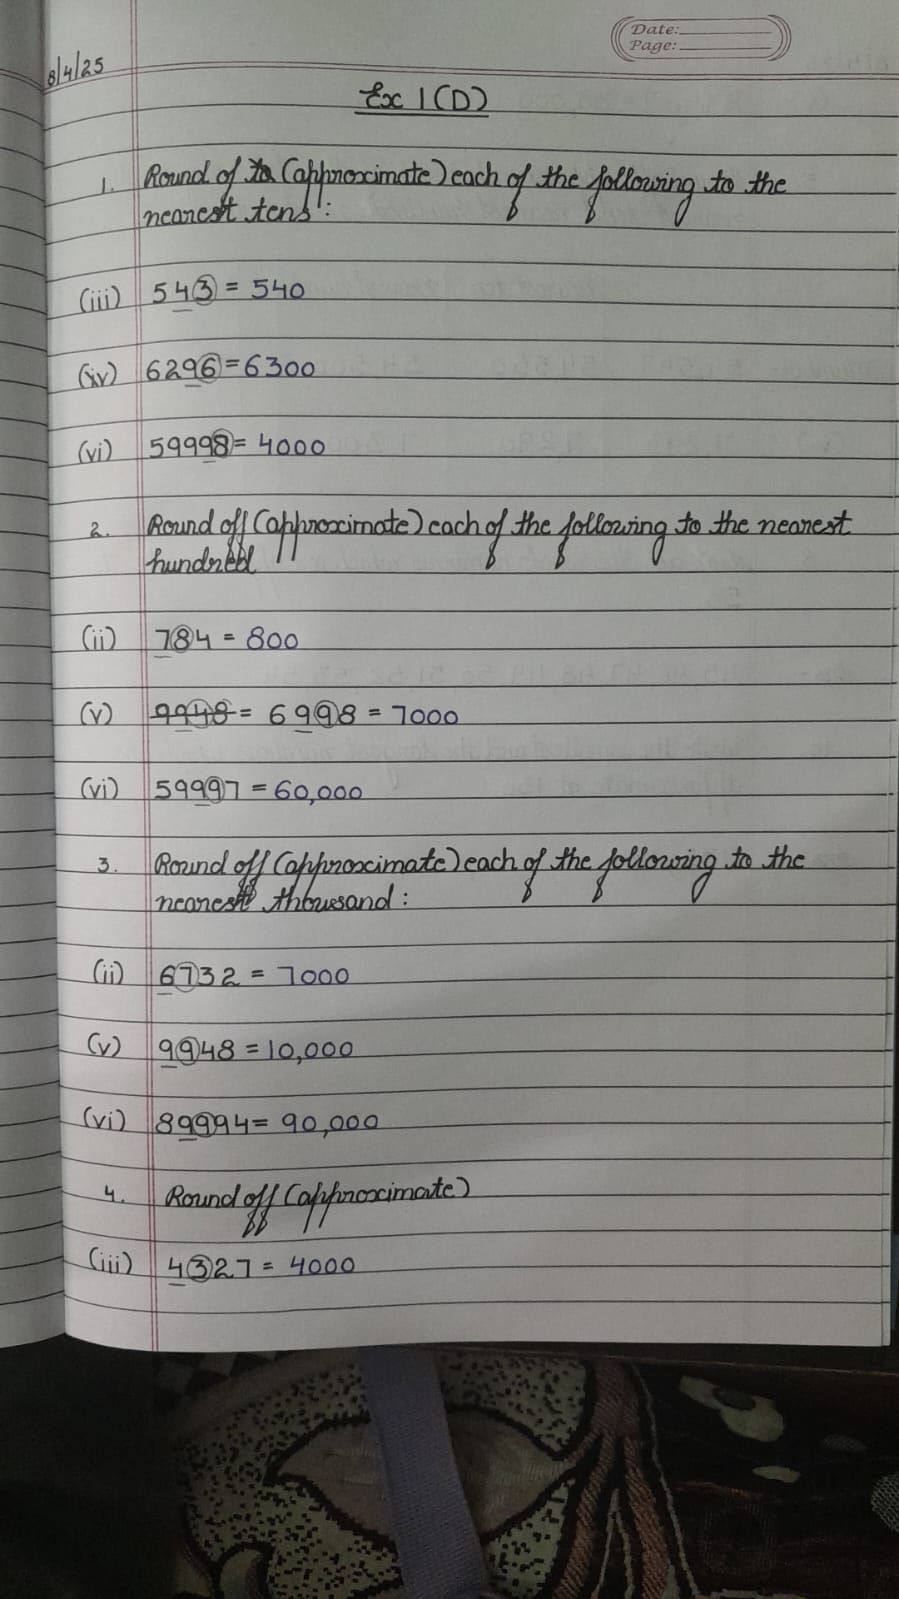 Date:
Page:
8/4/25
Ex 1(D)
1. Round of to (approximate) each of the following to the
nearest tens:
(iii) 543 = 540
(iv) 6296 = 6300
(vi) 59998 = 4000
2. Round off (approximate) each of the following to the nearest
hundred
(ii) 784 = 800
(v) 9948 = 6998 = 7000
(vi) 59997 = 60,000
3. Round off (approximate) each of the following to the
nearest thousand:
(ii) 6732 = 7000
(v) 9948 = 10,000
(vi) 89994 = 90,000
4. Round off (approximate)
(iii) 4327 = 4000